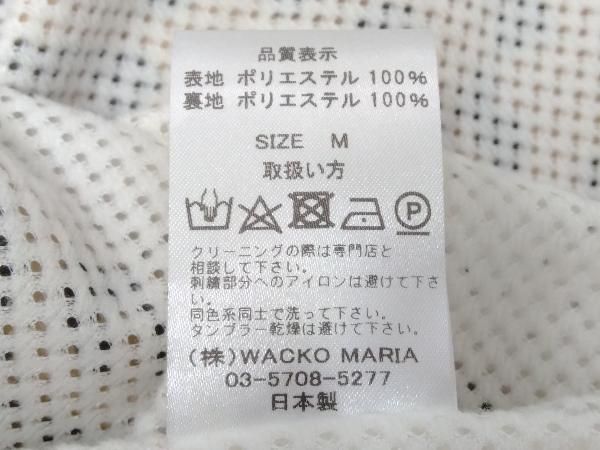 品質表示
表地 ポリエステル 100%
裏地 ポリエステル 100%
SIZE M
取扱い方
P
クリーニングの際は専門店と
相談して下さい。
刺繍部分へのアイロンは避けて下さ
い。
同色系同士で洗って下さい。
タンブラー乾燥は避けて下さい。
(株)WACKO MARIA
03-5708-5277
日本製